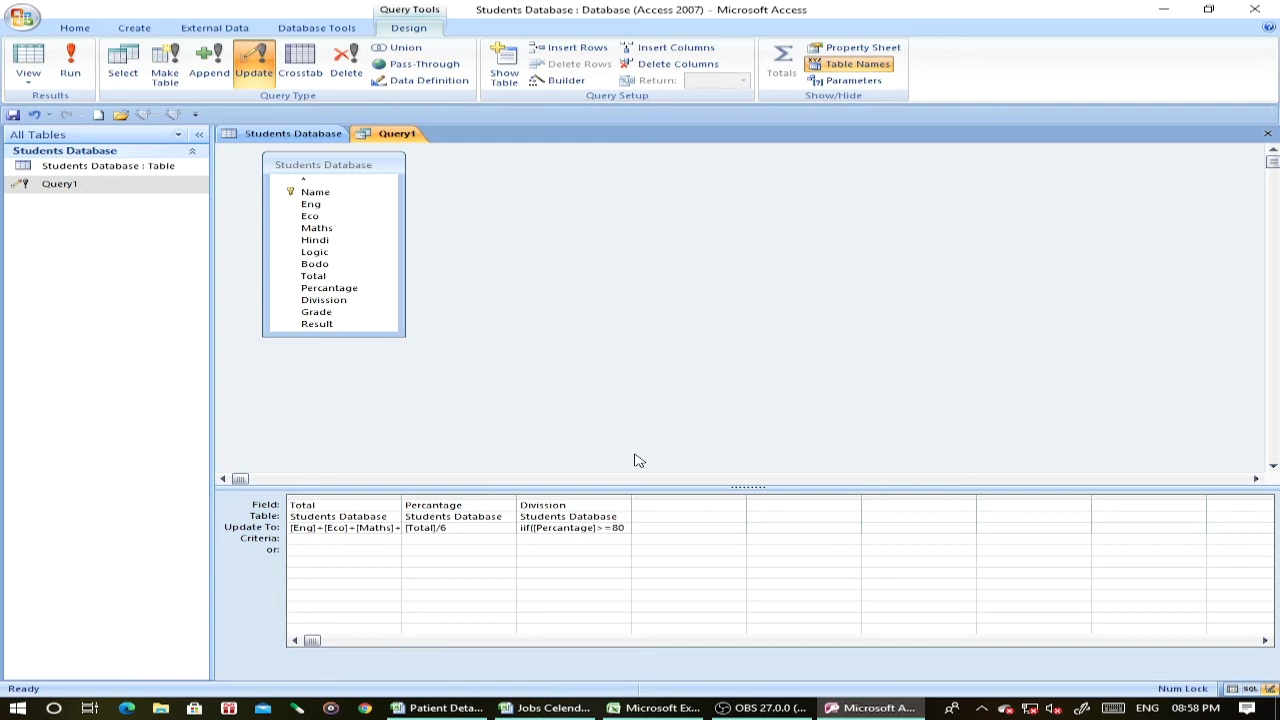 Query Tools
Students Database : Database (Access 2007) - Microsoft Access
Home
Create
External Data
Database Tools
Design
View
Run
Select
Make Table
Append
Update
Crosstab
Delete
Union
Pass-Through
Data Definition
Show Table
Insert Rows
Delete Rows
Builder
Insert Columns
Delete Columns
Return:
Totals
Property Sheet
Table Names
Parameters
Results
Query Type
Query Setup
Show/Hide
All Tables
Students Database
Query1
Students Database
Students Database : Table
Query1
Students Database
*
Name
Eng
Eco
Maths
Hindi
Logic
Bodo
Total
Percantage
Divission
Grade
Result
Field: Total Percantage Divission
Table: Students Database Students Database Students Database
Update To: [Eng]+[Eco]+[Maths]+ [Total]/6 iif([Percantage]>=80
Criteria:
or:
Ready
Num Lock
SQL
Patient Deta...
Jobs Celend...
Microsoft Ex...
OBS 27.0.0 (...
Microsoft A...
ENG
08:58 PM